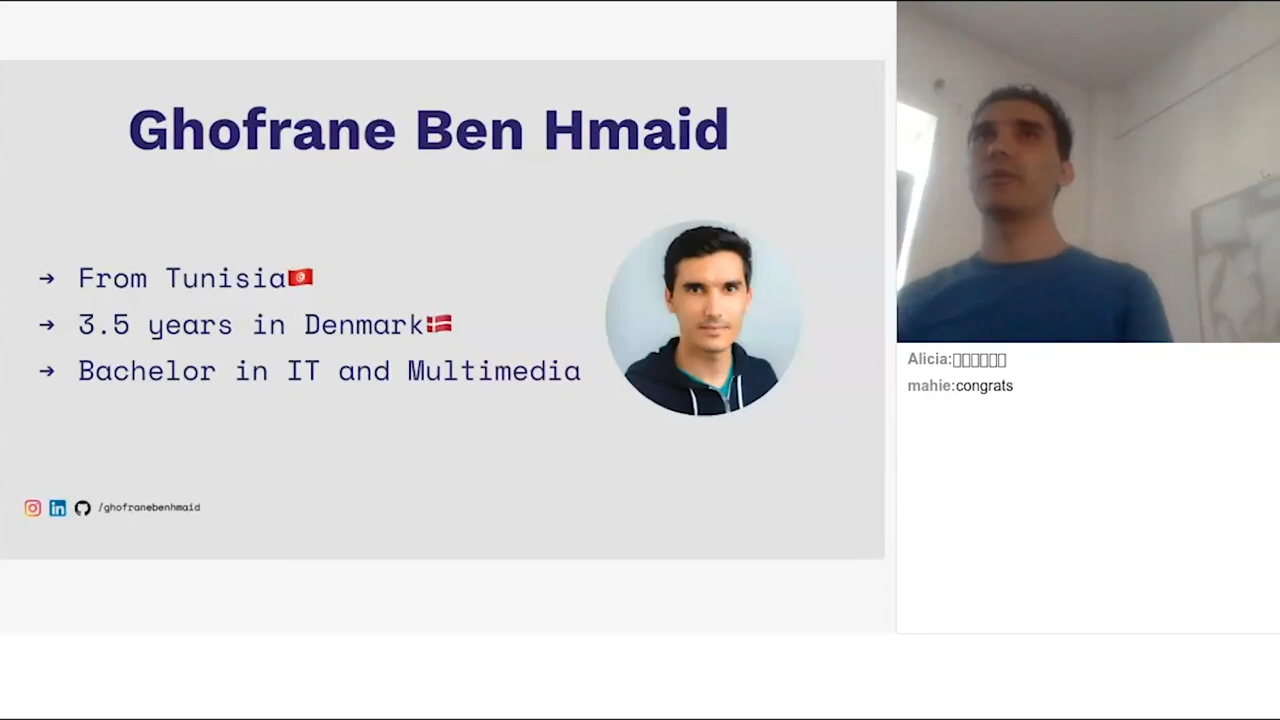 Ghofrane Ben Hmaid
→ From Tunisia🇹🇳
→ 3.5 years in Denmark🇩🇰
→ Bachelor in IT and Multimedia
/ghofranebenhmaid
Alicia:
mahie:congrats